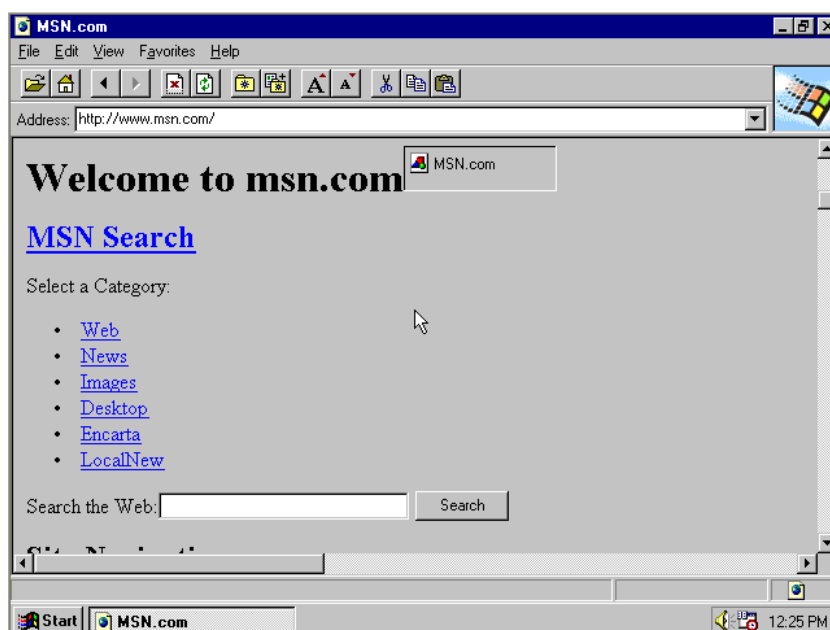 MSN.com
File Edit View Favorites Help
Address: http://www.msn.com/
Welcome to msn.com
MSN.com
MSN Search
Select a Category:
• Web
• News
• Images
• Desktop
• Encarta
• LocalNew
Search the Web: Search
Start MSN.com 12:25 PM